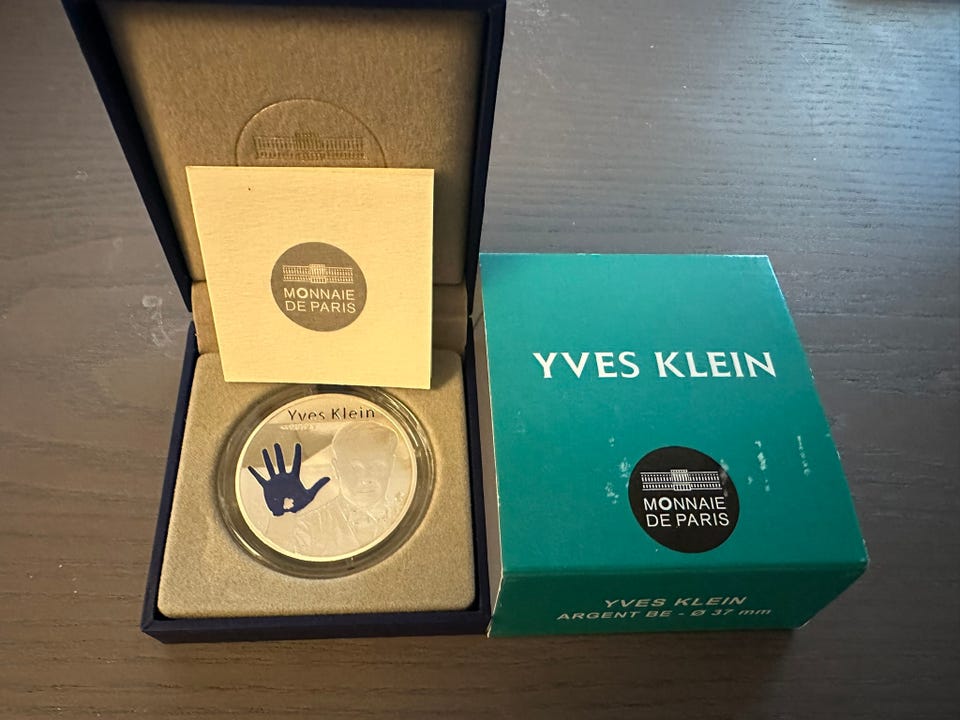 MONNAIE
DE PARIS
Yves Klein
YVES KLEIN
MONNAIE
DE PARIS
YVES KLEIN
ARGENT BE - Ø 37 mm